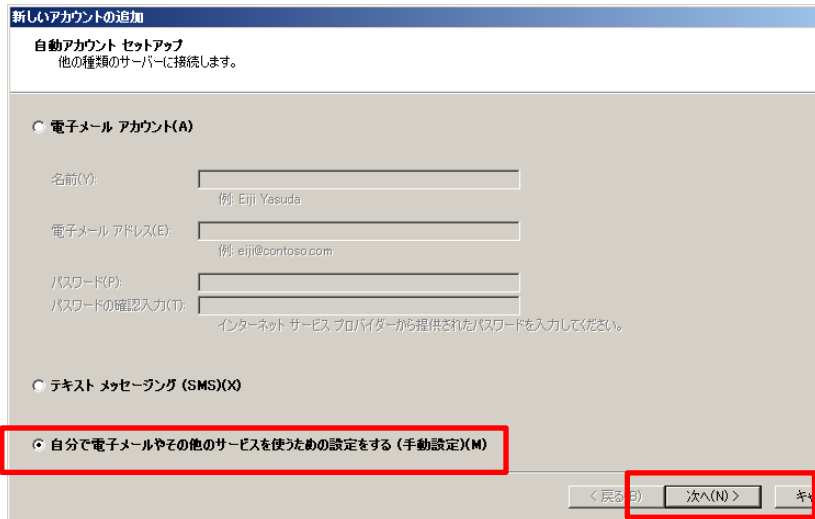 新しいアカウントの追加
自動アカウント セットアップ
他の種類のサーバーに接続します。
電子メール アカウント(A)
名前(Y):
例: Eiji Yasuda
電子メール アドレス(E):
例: eiji@contoso.com
パスワード(P):
パスワードの確認入力(T):
インターネット サービス プロバイダーから提供されたパスワードを入力してください。
テキスト メッセージング (SMS)(X)
自分で電子メールやその他のサービスを使うための設定をする (手動設定)(M)
< 戻る(B) 次へ(N) > キャ